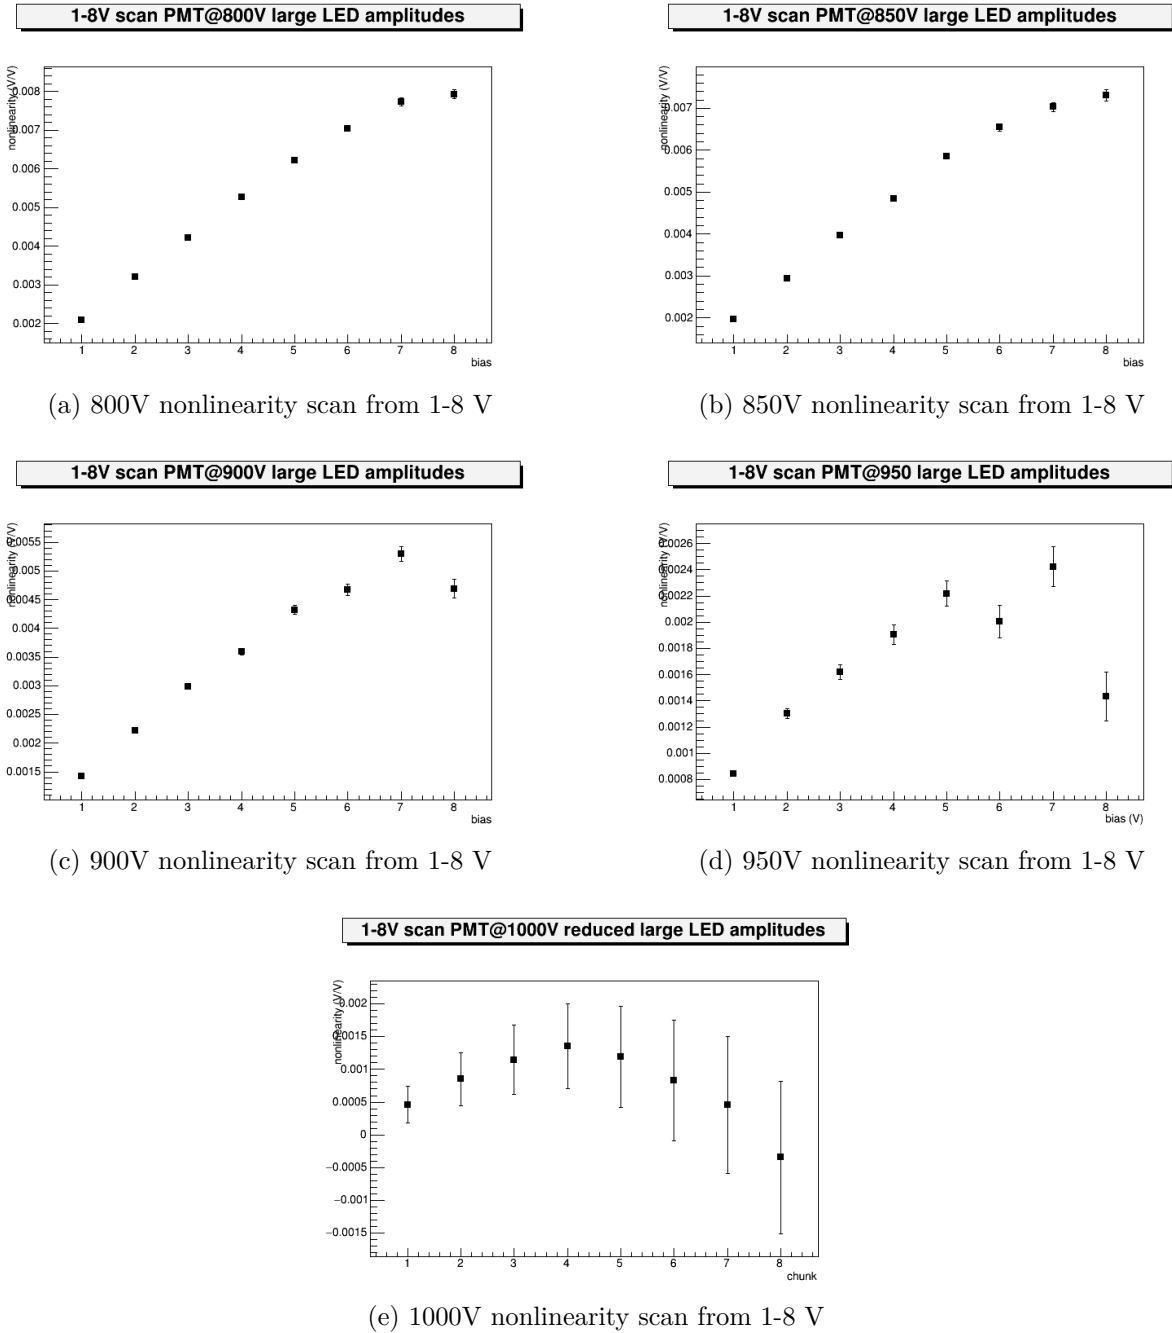 1-8V scan PMT@800V large LED amplitudes
nonlinearity (V/V)
0.008
0.007
0.006
0.005
0.004
0.003
0.002
1 2 3 4 5 6 7 8
bias
(a) 800V nonlinearity scan from 1-8 V
1-8V scan PMT@850V large LED amplitudes
nonlinearity (V/V)
0.007
0.006
0.005
0.004
0.003
0.002
1 2 3 4 5 6 7 8
bias
(b) 850V nonlinearity scan from 1-8 V
1-8V scan PMT@900V large LED amplitudes
nonlinearity (V/V)
0.0055
0.005
0.0045
0.004
0.0035
0.003
0.0025
0.002
0.0015
1 2 3 4 5 6 7 8
bias
(c) 900V nonlinearity scan from 1-8 V
1-8V scan PMT@950 large LED amplitudes
nonlinearity (V/V)
0.0026
0.0024
0.0022
0.002
0.0018
0.0016
0.0014
0.0012
0.001
0.0008
1 2 3 4 5 6 7 8
bias (V)
(d) 950V nonlinearity scan from 1-8 V
1-8V scan PMT@1000V reduced large LED amplitudes
nonlinearity (V/V)
0.002
0.0015
0.001
0.0005
0
−0.0005
−0.001
−0.0015
1 2 3 4 5 6 7 8
chunk
(e) 1000V nonlinearity scan from 1-8 V